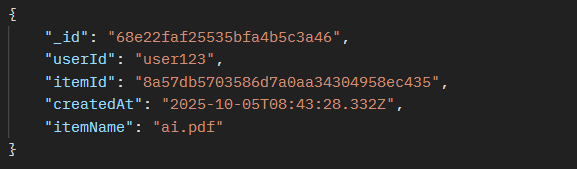 {
    "_id": "68e22faf25535bfa4b5c3a46",
    "userId": "user123",
    "itemId": "8a57db5703586d7a0aa34304958ec435",
    "createdAt": "2025-10-05T08:43:28.332Z",
    "itemName": "ai.pdf"
}